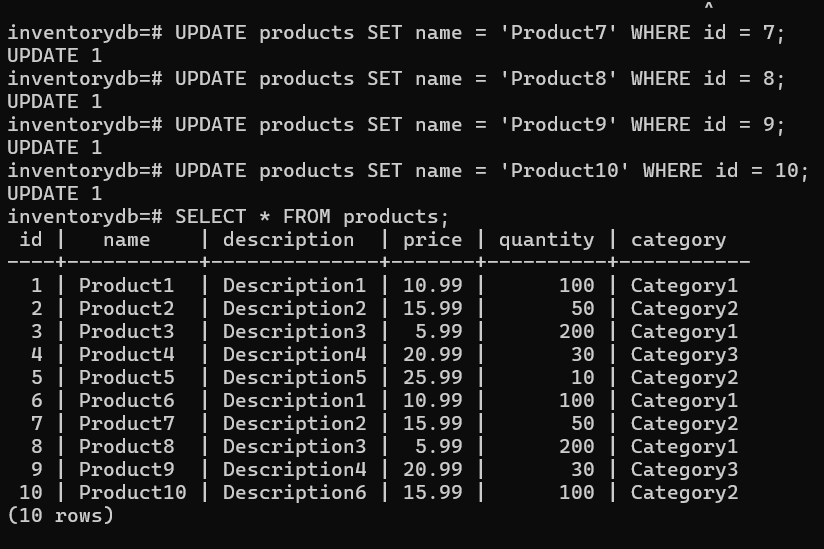 ^
inventorydb=# UPDATE products SET name = 'Product7' WHERE id = 7;
UPDATE 1
inventorydb=# UPDATE products SET name = 'Product8' WHERE id = 8;
UPDATE 1
inventorydb=# UPDATE products SET name = 'Product9' WHERE id = 9;
UPDATE 1
inventorydb=# UPDATE products SET name = 'Product10' WHERE id = 10;
UPDATE 1
inventorydb=# SELECT * FROM products;
 id |   name    | description  | price | quantity | category
----+-----------+--------------+-------+----------+-----------
  1 | Product1  | Description1 | 10.99 |      100 | Category1
  2 | Product2  | Description2 | 15.99 |       50 | Category2
  3 | Product3  | Description3 |  5.99 |      200 | Category1
  4 | Product4  | Description4 | 20.99 |       30 | Category3
  5 | Product5  | Description5 | 25.99 |       10 | Category2
  6 | Product6  | Description1 | 10.99 |      100 | Category1
  7 | Product7  | Description2 | 15.99 |       50 | Category2
  8 | Product8  | Description3 |  5.99 |      200 | Category1
  9 | Product9  | Description4 | 20.99 |       30 | Category3
 10 | Product10 | Description6 | 15.99 |      100 | Category2
(10 rows)